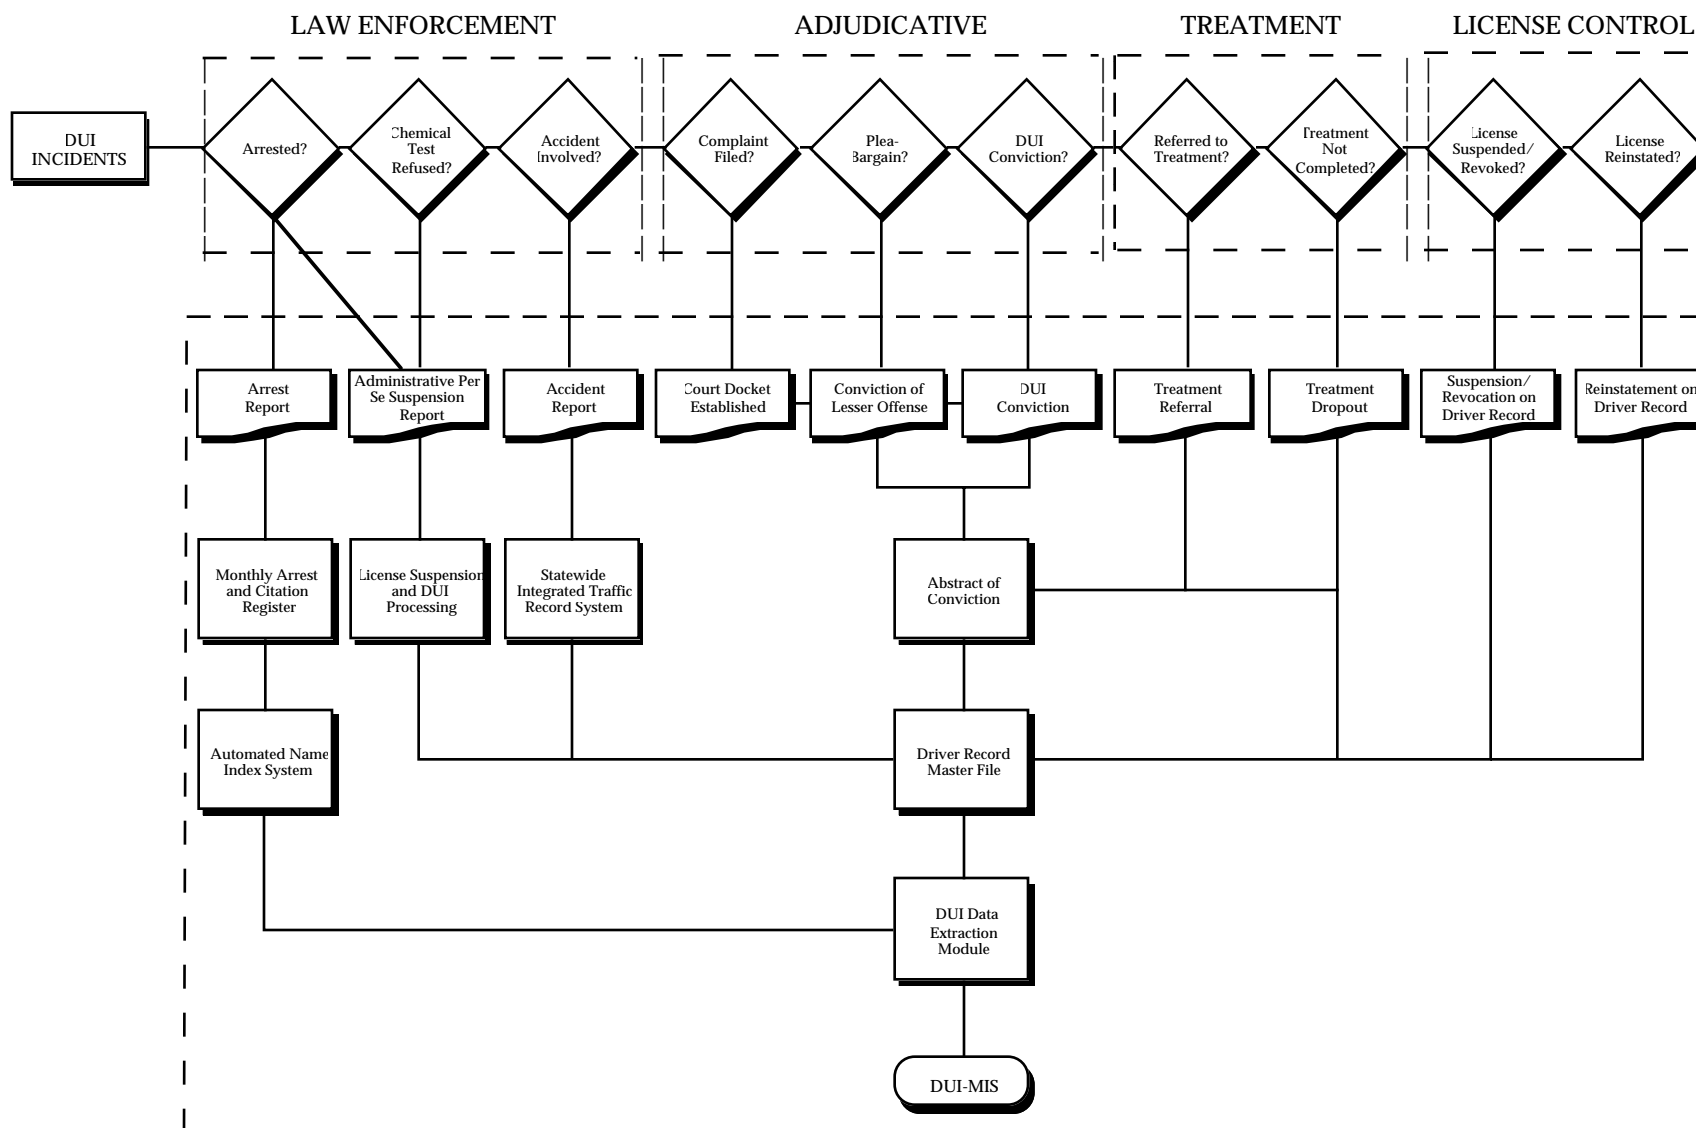 LAW ENFORCEMENT
ADJUDICATIVE
TREATMENT
LICENSE CONTROL
DUI
INCIDENTS
Arrested?
Chemical
Test
Refused?
Accident
Involved?
Complaint
Filed?
Plea-
Bargain?
DUI
Conviction?
Referred to
Treatment?
Treatment
Not
Completed?
License
Suspended/
Revoked?
License
Reinstated?
Arrest
Report
Administrative Per
Se Suspension
Report
Accident
Report
Court Docket
Established
Conviction of
Lesser Offense
DUI
Conviction
Treatment
Referral
Treatment
Dropout
Suspension/
Revocation on
Driver Record
Reinstatement on
Driver Record
Monthly Arrest
and Citation
Register
License Suspension
and DUI
Processing
Statewide
Integrated Traffic
Record System
Abstract of
Conviction
Automated Name
Index System
Driver Record
Master File
DUI Data
Extraction
Module
DUI-MIS